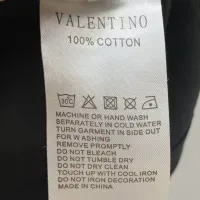 VALENTINO
100% COTTON
MACHINE OR HAND WASH
SEPARATELY IN COLD WATER
TURN GARMENT IN SIDE OUT
FOR WASHING
REMOVE PROMPTLY
DO NOT BLEACH
DO NOT TUMBLE DRY
DO NOT DRY CLEAN
TOUCH UP WITH COOL IRON
DO NOT IRON DECORATION
MADE IN CHINA